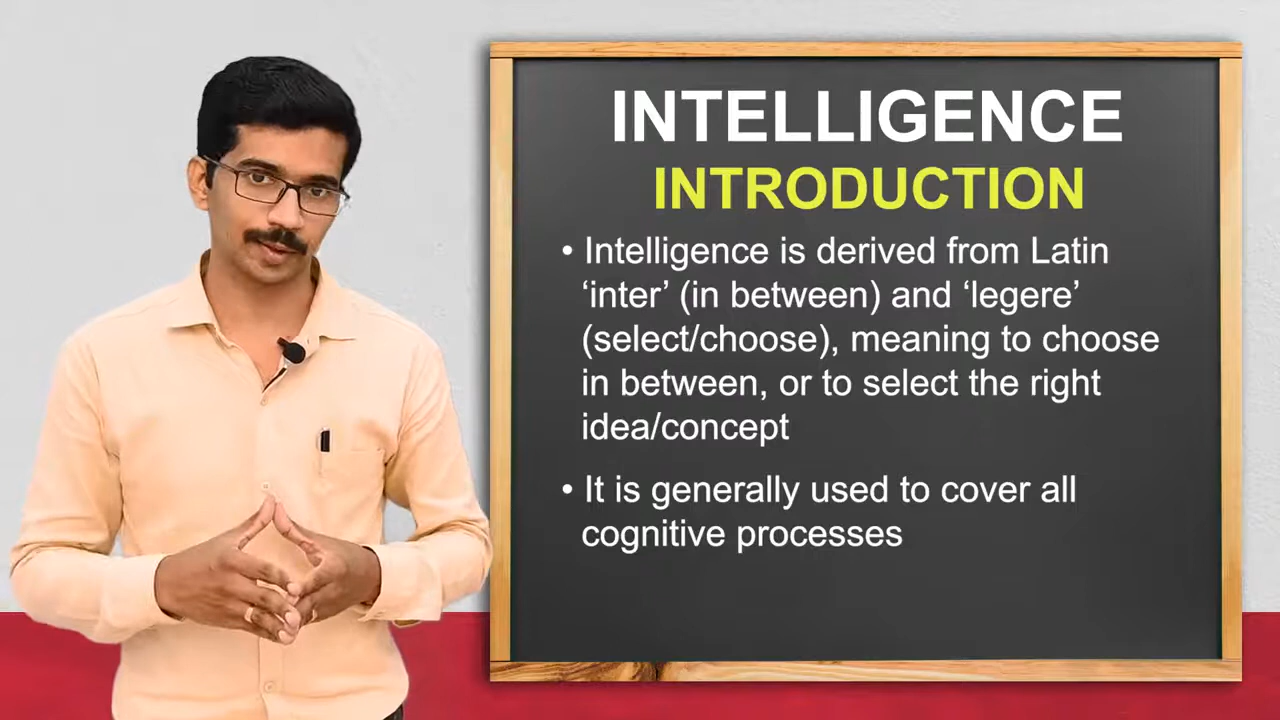 INTELLIGENCE
INTRODUCTION
• Intelligence is derived from Latin
‘inter’ (in between) and ‘legere’
(select/choose), meaning to choose
in between, or to select the right
idea/concept
• It is generally used to cover all
cognitive processes